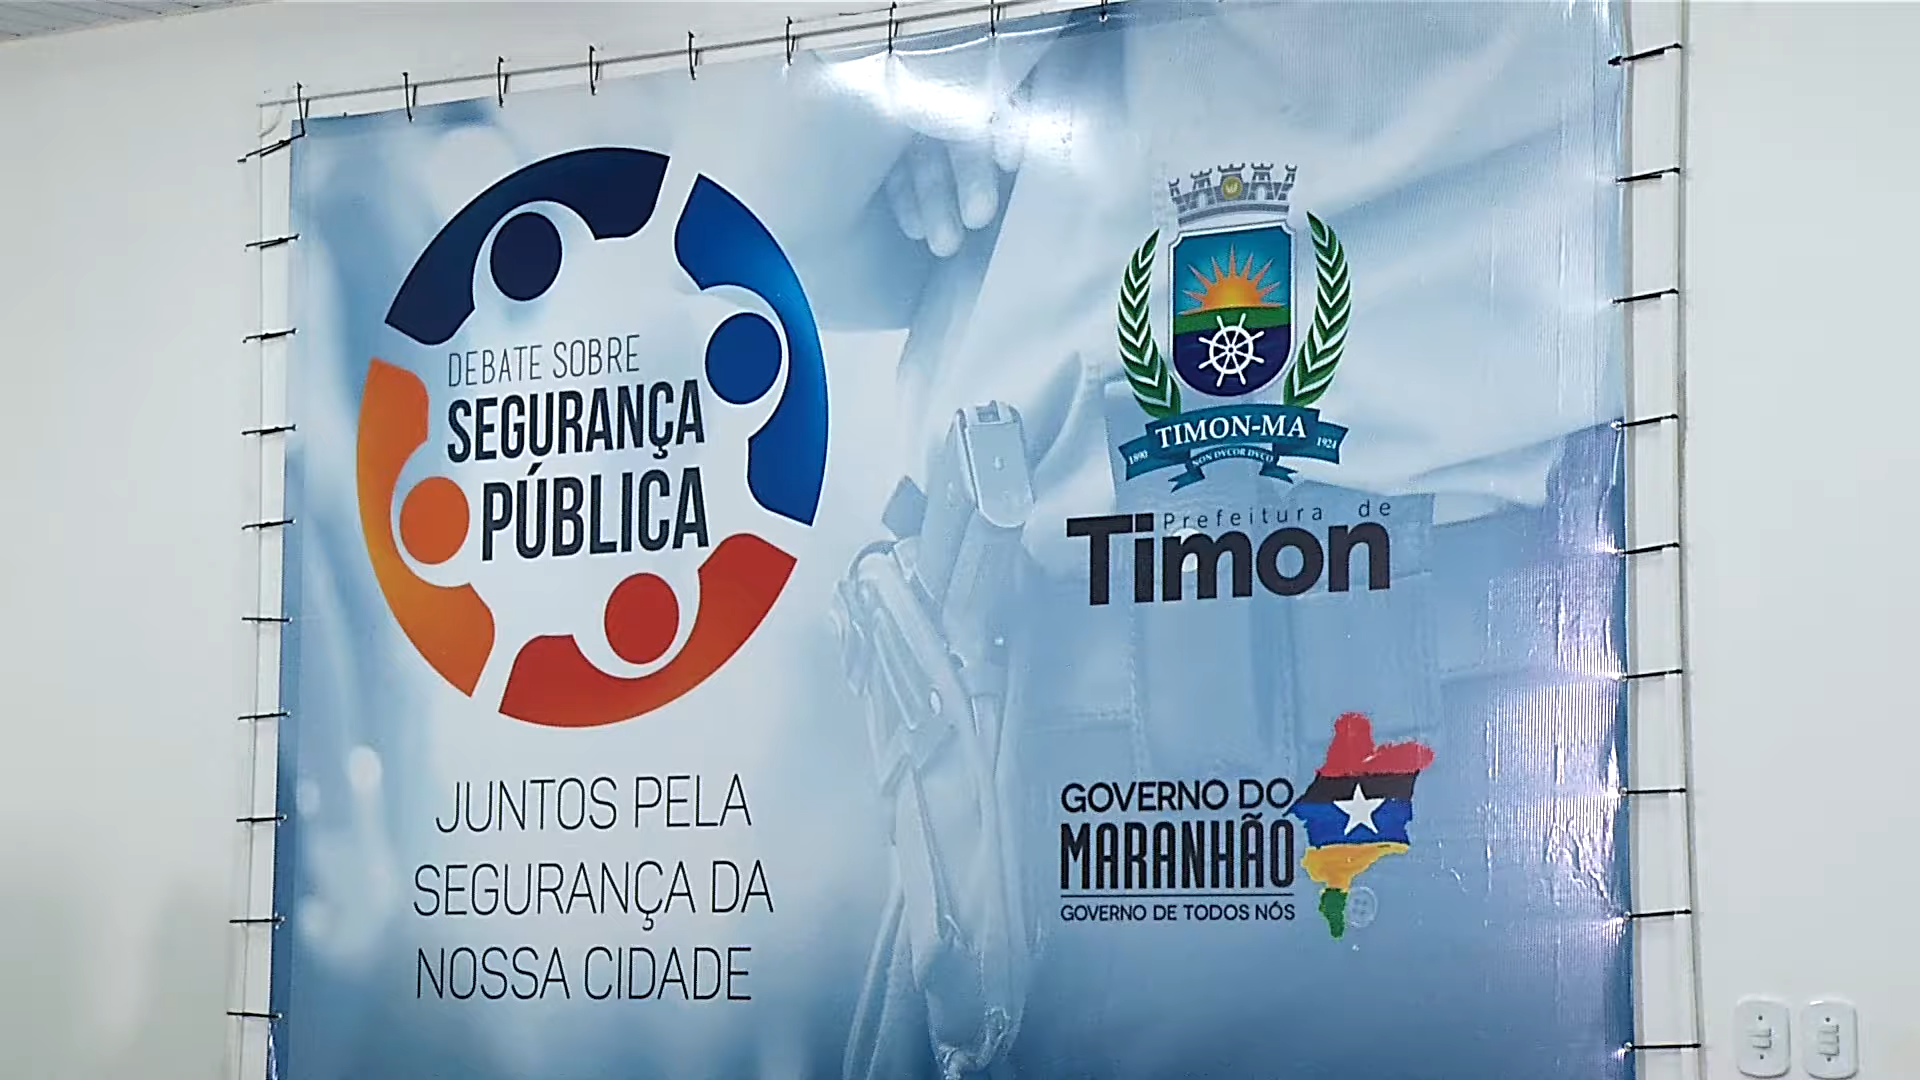 DEBATE SOBRE
SEGURANÇA
PÚBLICA
JUNTOS PELA
SEGURANÇA DA
NOSSA CIDADE
TIMON-MA
1890
NON DVCOR DVCO
1924
Prefeitura de
Timon
GOVERNO DO
MARANHÃO
GOVERNO DE TODOS NÓS